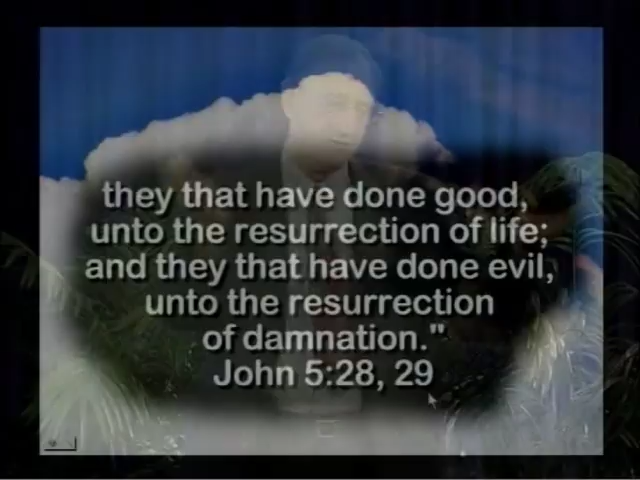 they that have done good,
unto the resurrection of life;
and they that have done evil,
unto the resurrection
of damnation."
John 5:28, 29